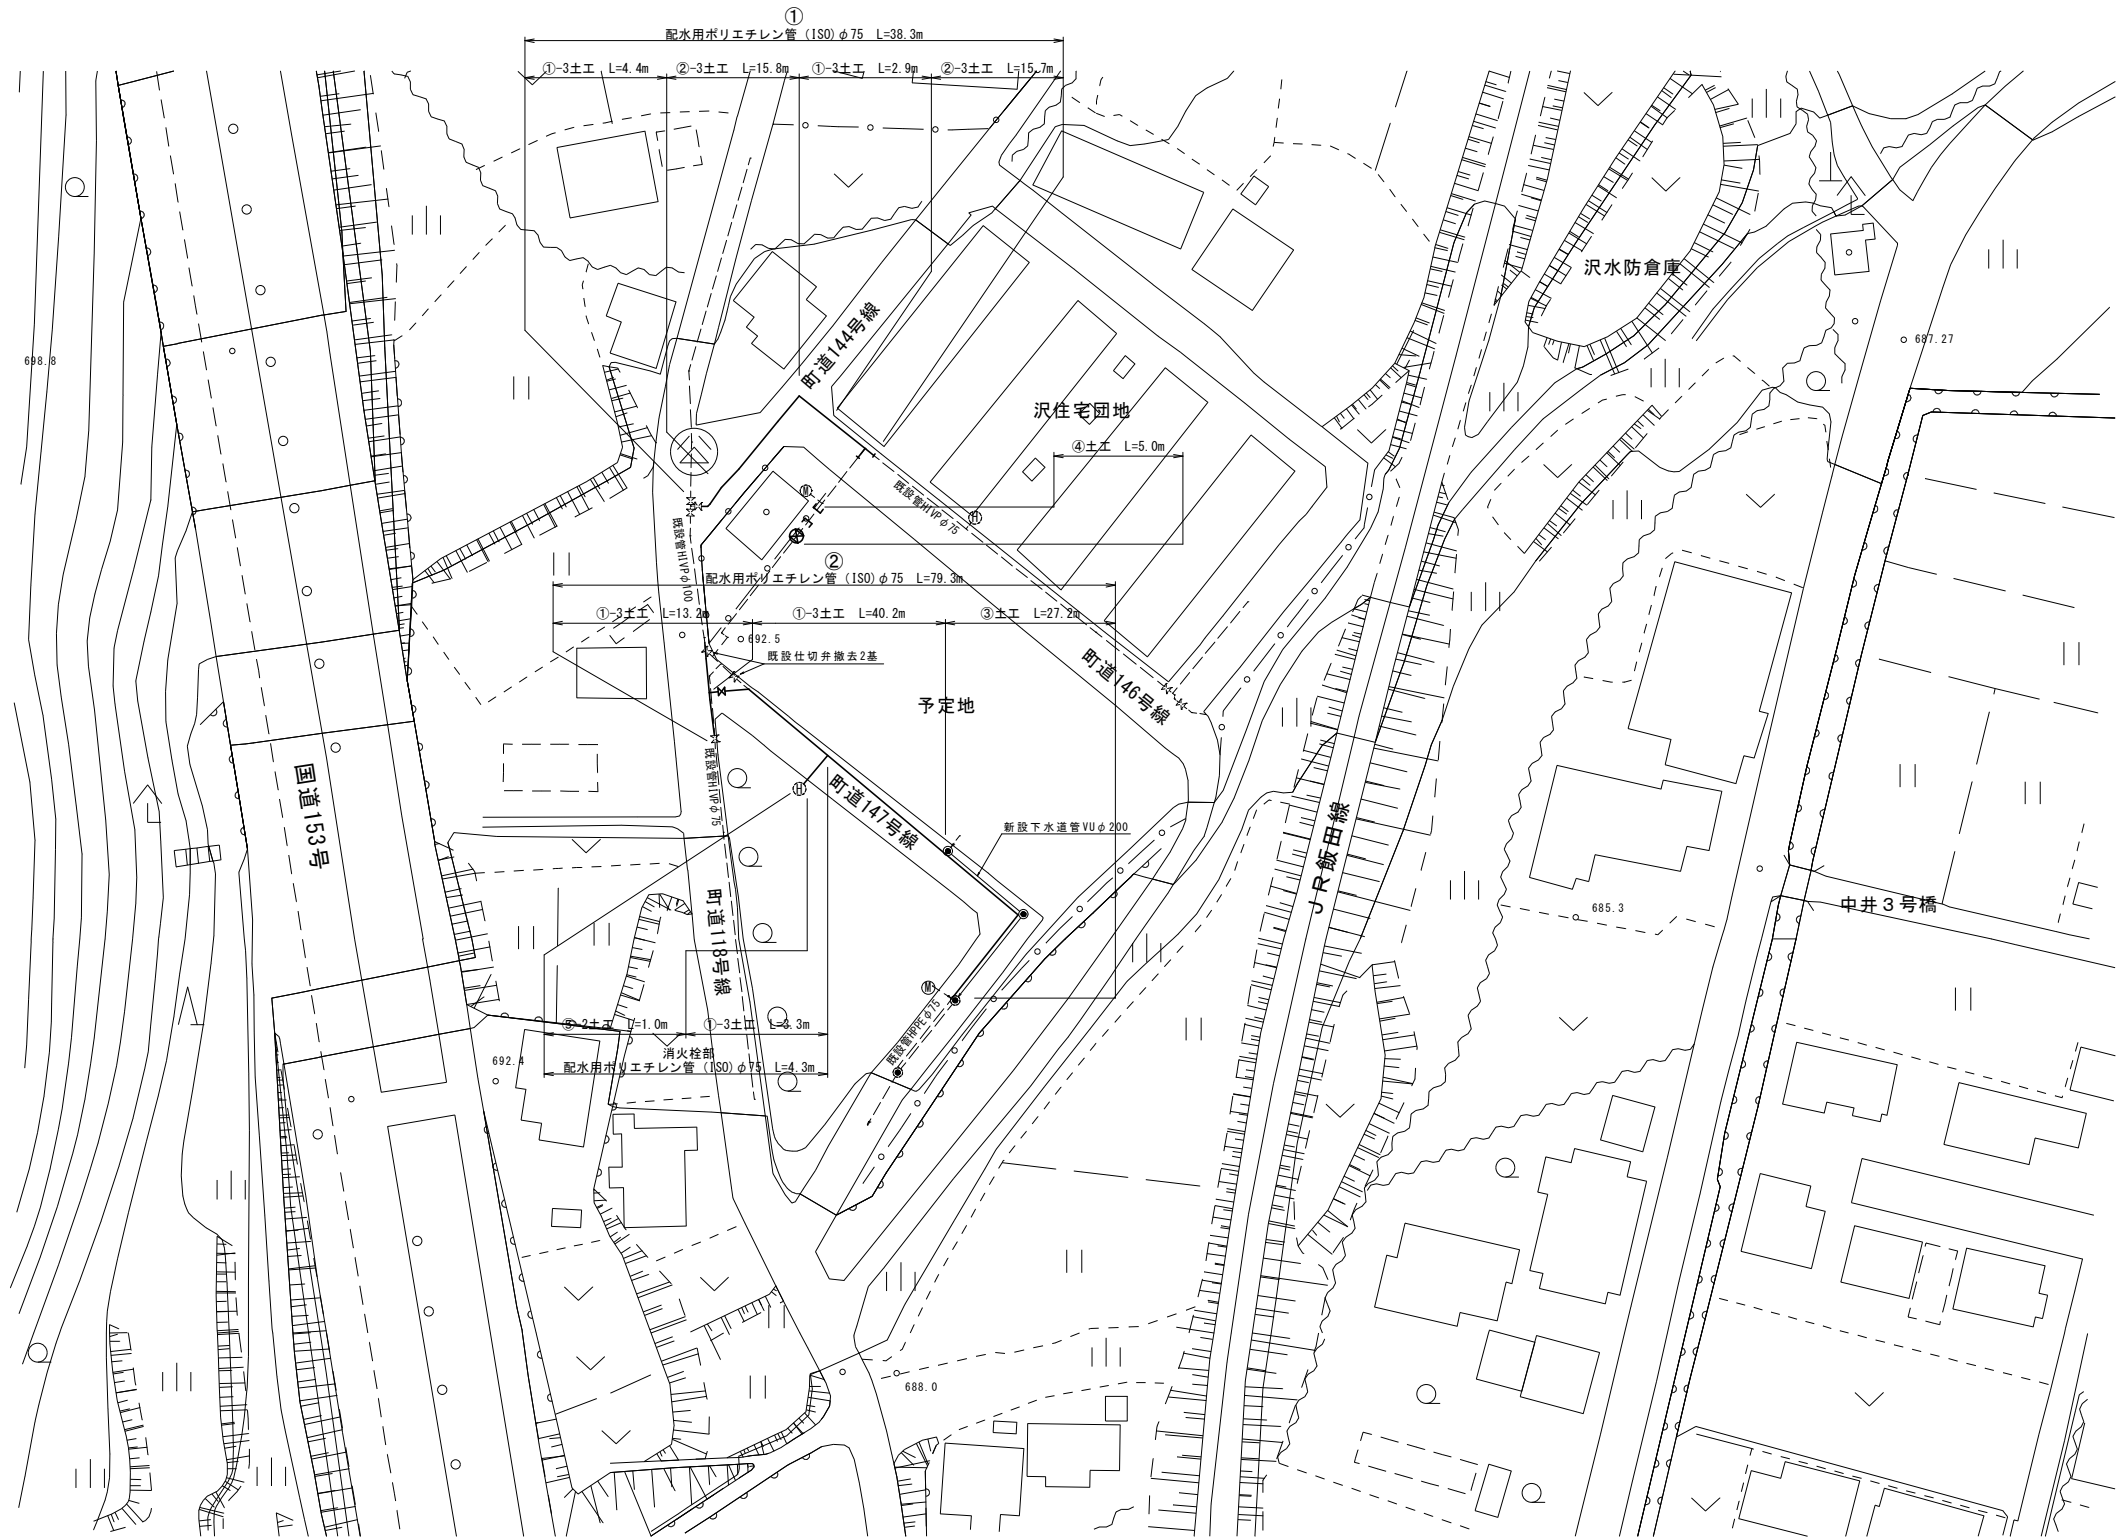 ①
配水用ポリエチレン管 (ISO)φ75 L=38.3m
①-3土工 L=4.4m
②-3土工 L=15.8m
①-3土工 L=2.9m
②-3土工 L=15.7m
沢水防倉庫
698.8
687.27
町道144号線
沢住宅団地
④土工 L=5.0m
Ⓜ
既設管HIVPφ75
Ⓗ
既設管HIVPφ100
②
配水用ポリエチレン管 (ISO)φ75 L=79.3m
①-3土工 L=13.2m
①-3土工 L=40.2m
③土工 L=27.2m
692.5
既設仕切弁撤去2基
町道146号線
予定地
既設管HIVPφ75
国道153号
Ⓗ
町道147号線
新設下水道管VUφ200
JR飯田線
685.3
中井3号橋
町道118号線
Ⓜ
既設管HPPEφ75
⑤-2土工 L=1.0m
①-3土工 L=3.3m
消火栓部
692.4
配水用ポリエチレン管 (ISO)φ75 L=4.3m
688.0